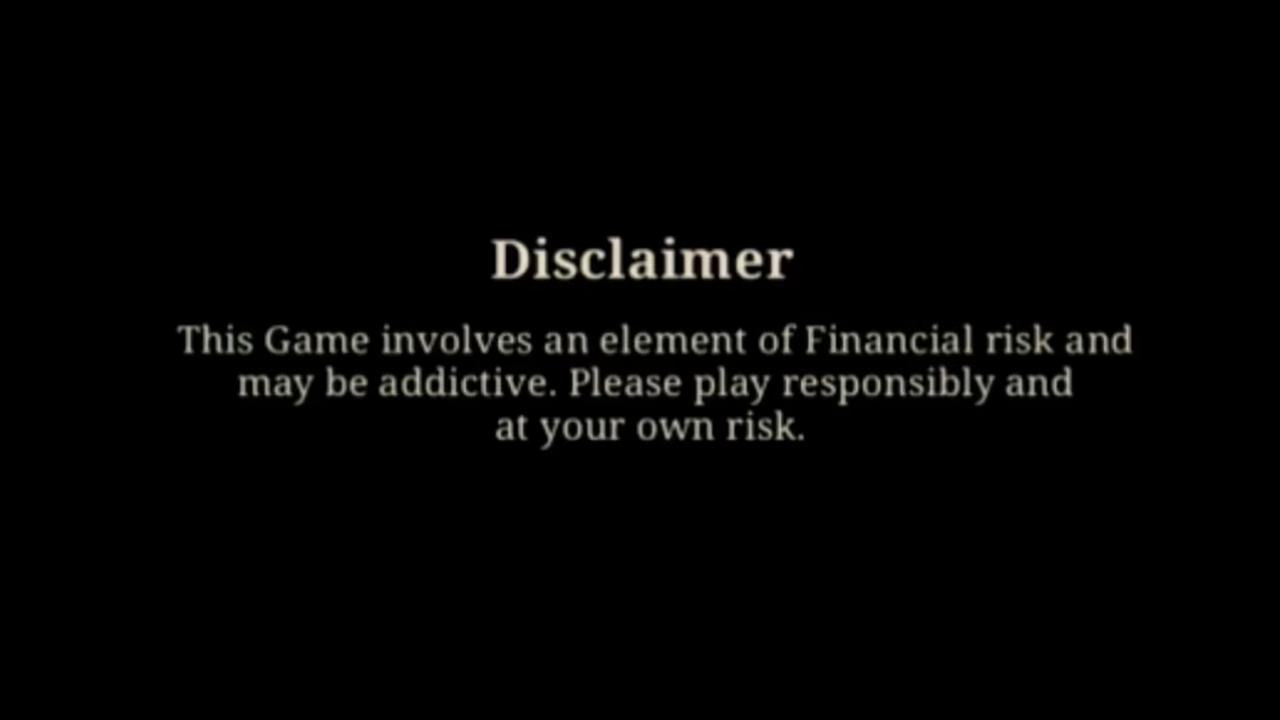 Disclaimer
This Game involves an element of Financial risk and
may be addictive. Please play responsibly and
at your own risk.